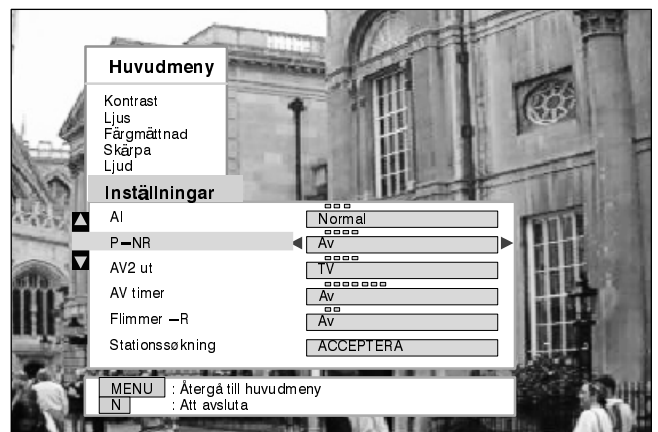 Huvudmeny
Kontrast
Ljus
Färgmättnad
Skärpa
Ljud
Inställningar
AI Normal
P-NR Av
AV2 ut TV
AV timer Av
Flimmer -R Av
Stationssøkning ACCEPTERA
MENU : Återgå till huvudmeny
N : Att avsluta